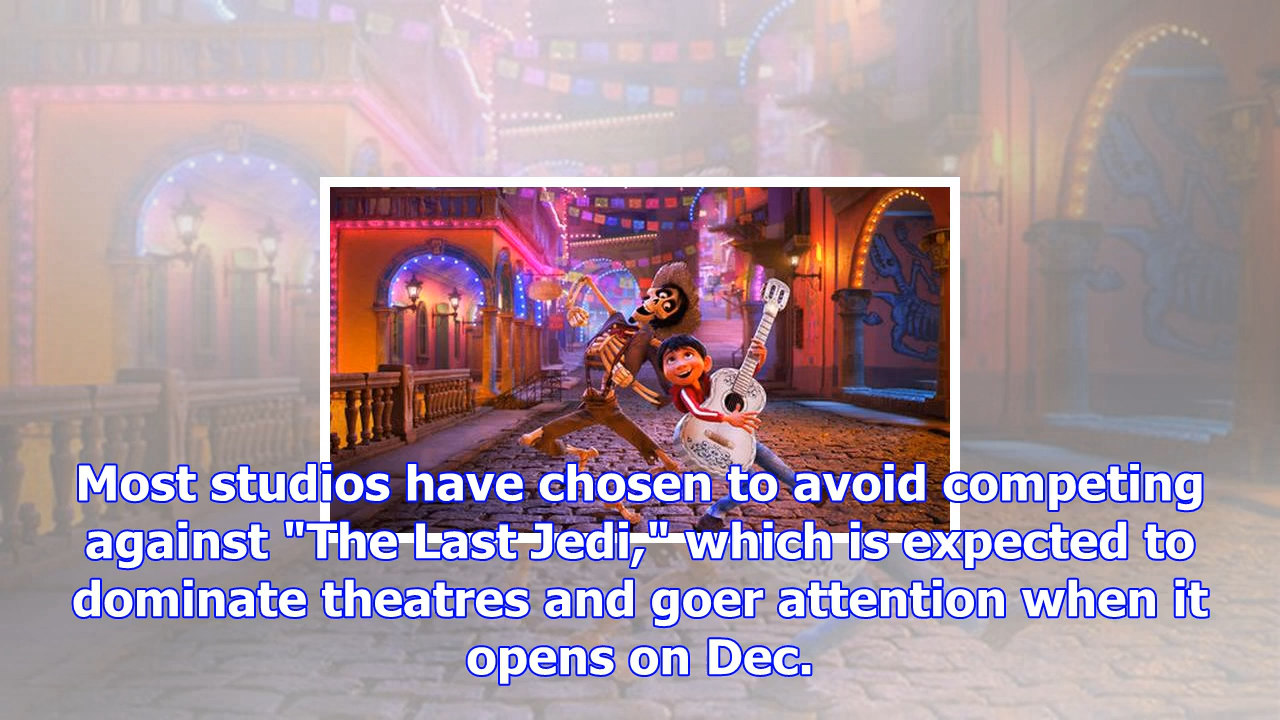 Most studios have chosen to avoid competing
against "The Last Jedi," which is expected to
dominate theatres and goer attention when it
opens on Dec.